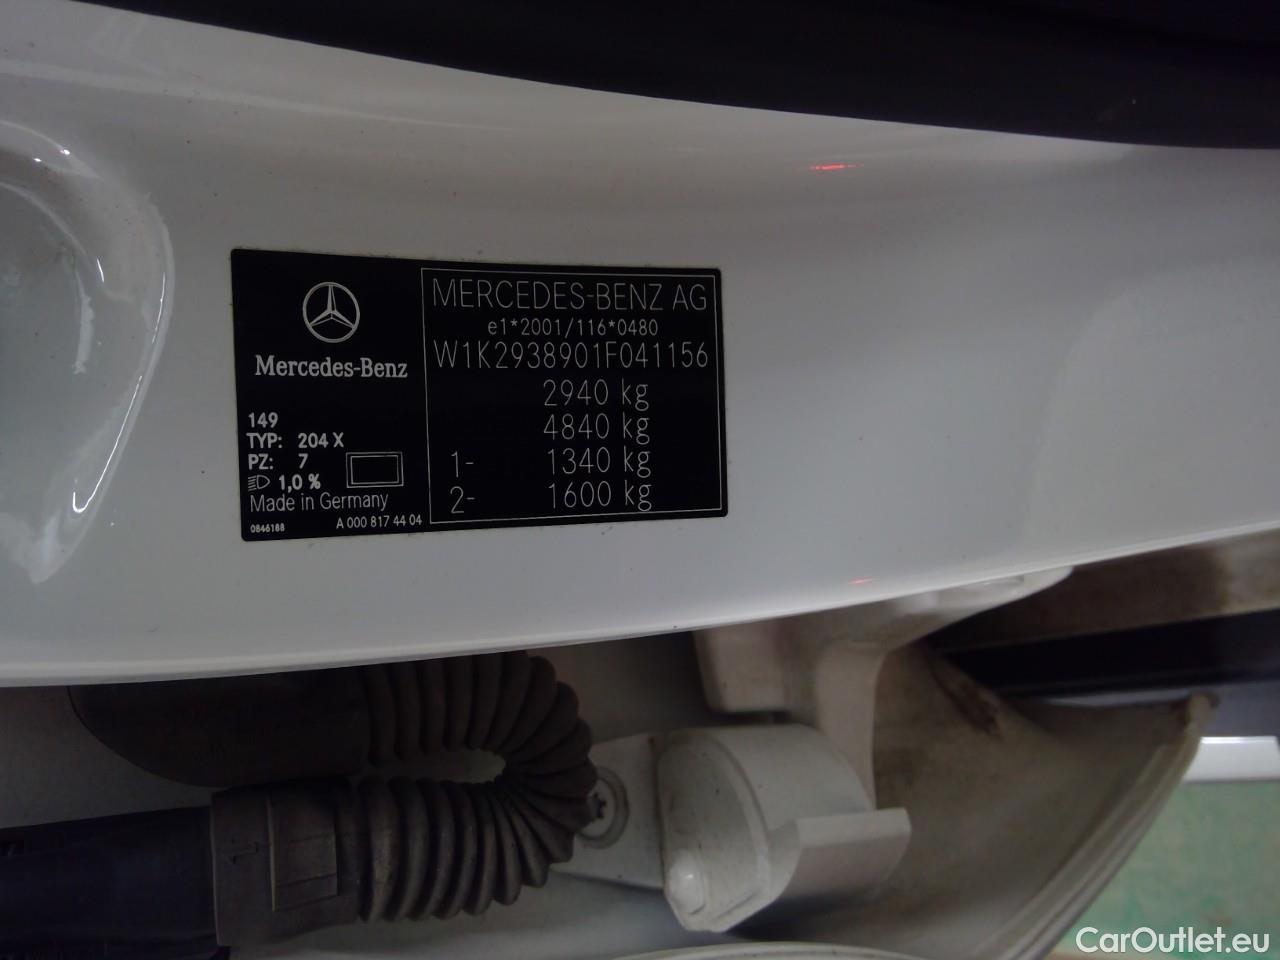 Mercedes-Benz
149
TYP: 204 X
PZ: 7
1,0 %
Made in Germany
0846188 A 000 817 44 04
MERCEDES-BENZ AG
e1*2001/116*0480
W1K2938901F041156
2940 kg
4840 kg
1- 1340 kg
2- 1600 kg
CarOutlet.eu